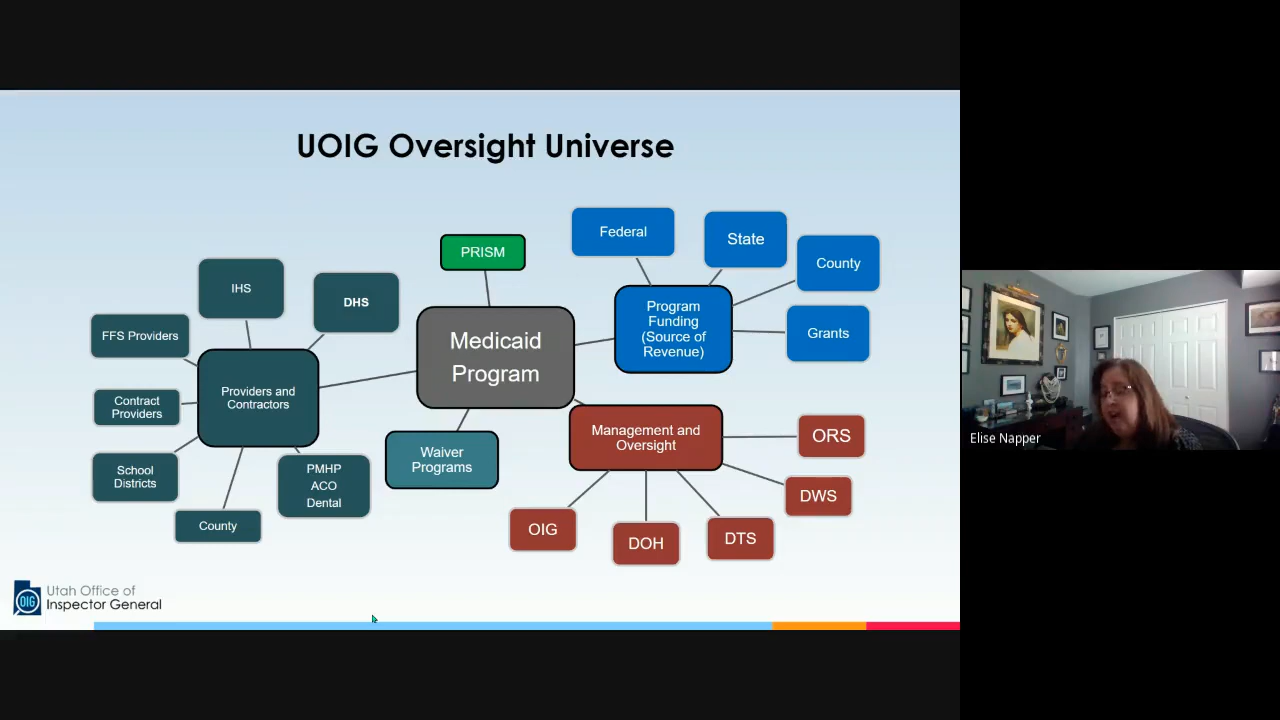 UOIG Oversight Universe
PRISM
Federal
State
County
Grants
Program
Funding
(Source of
Revenue)
Medicaid
Program
IHS
DHS
FFS Providers
Providers and
Contractors
Contract
Providers
School
Districts
County
PMHP
ACO
Dental
Waiver
Programs
Management and
Oversight
ORS
DWS
DTS
DOH
OIG
OIG
Utah Office of
Inspector General
Elise Napper